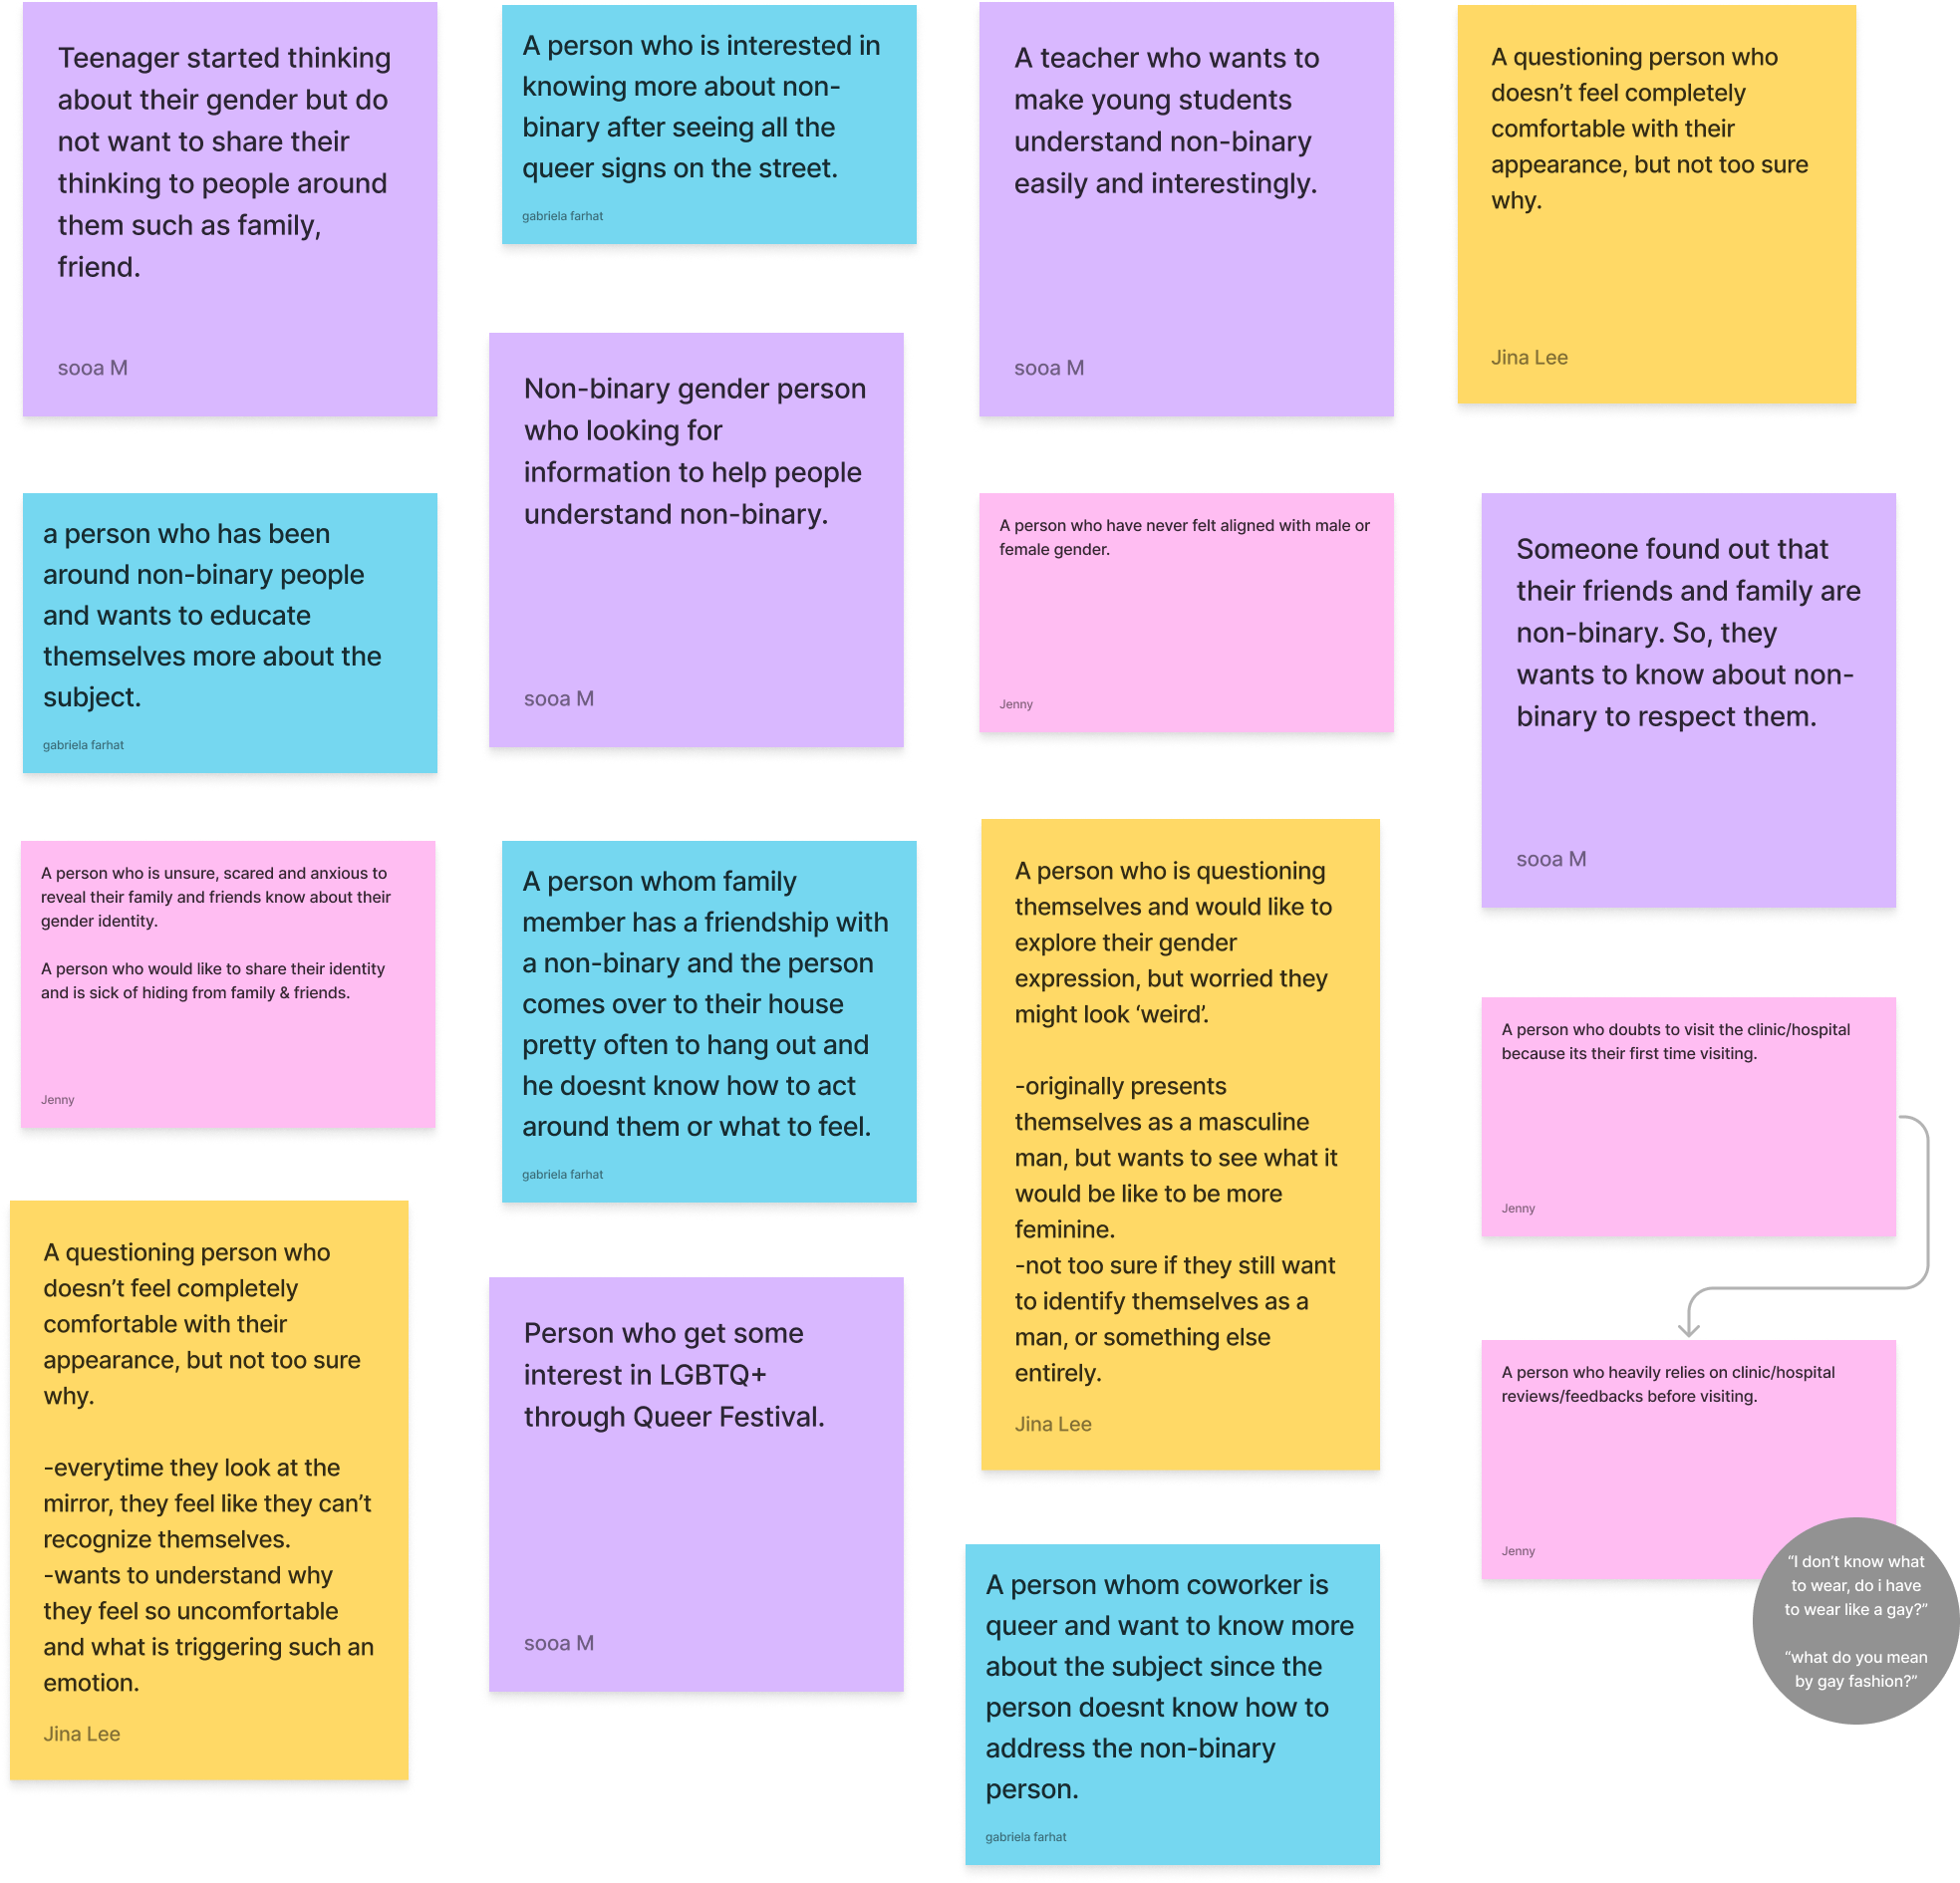 Teenager started thinking
about their gender but do
not want to share their
thinking to people around
them such as family,
friend.
sooa M
A person who is interested in
knowing more about non-
binary after seeing all the
queer signs on the street.
gabriela farhat
A teacher who wants to
make young students
understand non-binary
easily and interestingly.
sooa M
A questioning person who
doesn’t feel completely
comfortable with their
appearance, but not too sure
why.
Jina Lee
Non-binary gender person
who looking for
information to help people
understand non-binary.
sooa M
a person who has been
around non-binary people
and wants to educate
themselves more about the
subject.
gabriela farhat
A person who have never felt aligned with male or
female gender.
Jenny
Someone found out that
their friends and family are
non-binary. So, they
wants to know about non-
binary to respect them.
sooa M
A person who is unsure, scared and anxious to
reveal their family and friends know about their
gender identity.
A person who would like to share their identity
and is sick of hiding from family & friends.
Jenny
A person whom family
member has a friendship with
a non-binary and the person
comes over to their house
pretty often to hang out and
he doesnt know how to act
around them or what to feel.
gabriela farhat
A person who is questioning
themselves and would like to
explore their gender
expression, but worried they
might look ‘weird’.
-originally presents
themselves as a masculine
man, but wants to see what it
would be like to be more
feminine.
-not too sure if they still want
to identify themselves as a
man, or something else
entirely.
Jina Lee
A person who doubts to visit the clinic/hospital
because its their first time visiting.
Jenny
A questioning person who
doesn’t feel completely
comfortable with their
appearance, but not too sure
why.
-everytime they look at the
mirror, they feel like they can’t
recognize themselves.
-wants to understand why
they feel so uncomfortable
and what is triggering such an
emotion.
Jina Lee
Person who get some
interest in LGBTQ+
through Queer Festival.
sooa M
A person who heavily relies on clinic/hospital
reviews/feedbacks before visiting.
Jenny
“I don’t know what
to wear, do i have
to wear like a gay?”
“what do you mean
by gay fashion?”
A person whom coworker is
queer and want to know more
about the subject since the
person doesnt know how to
address the non-binary
person.
gabriela farhat